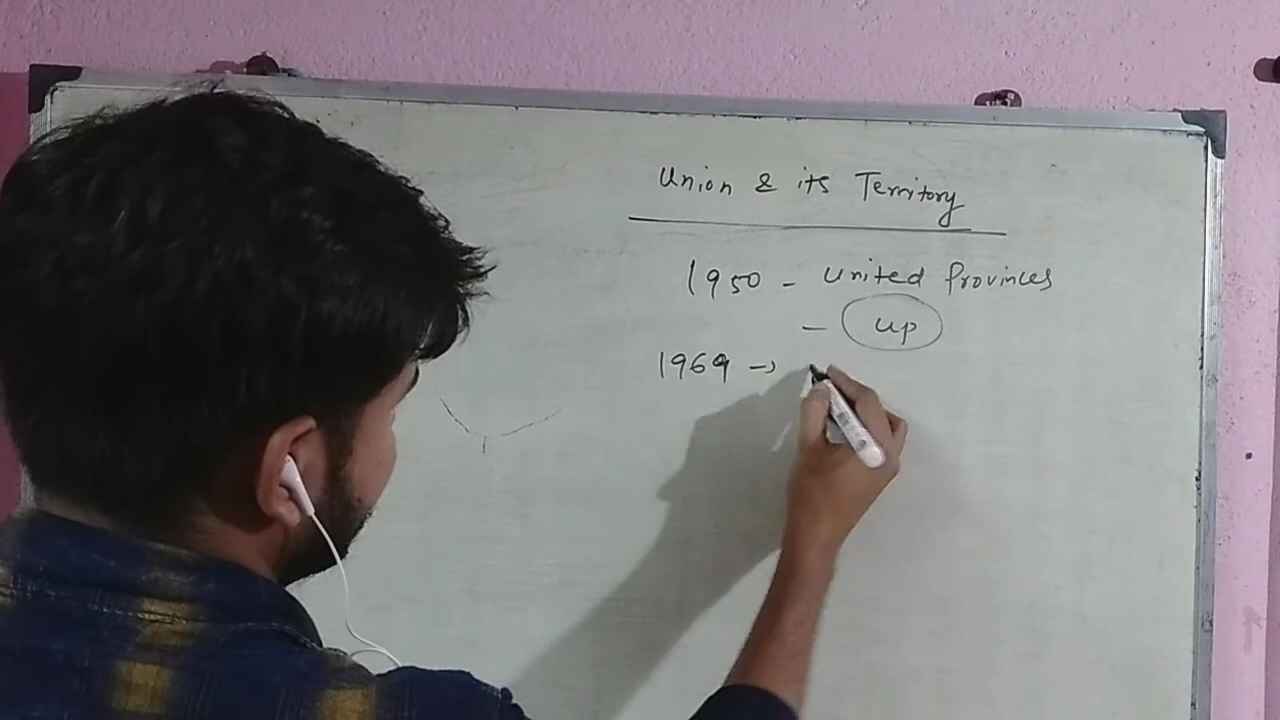 Union & its Territory
1950 - United Provinces
- UP
1969 →